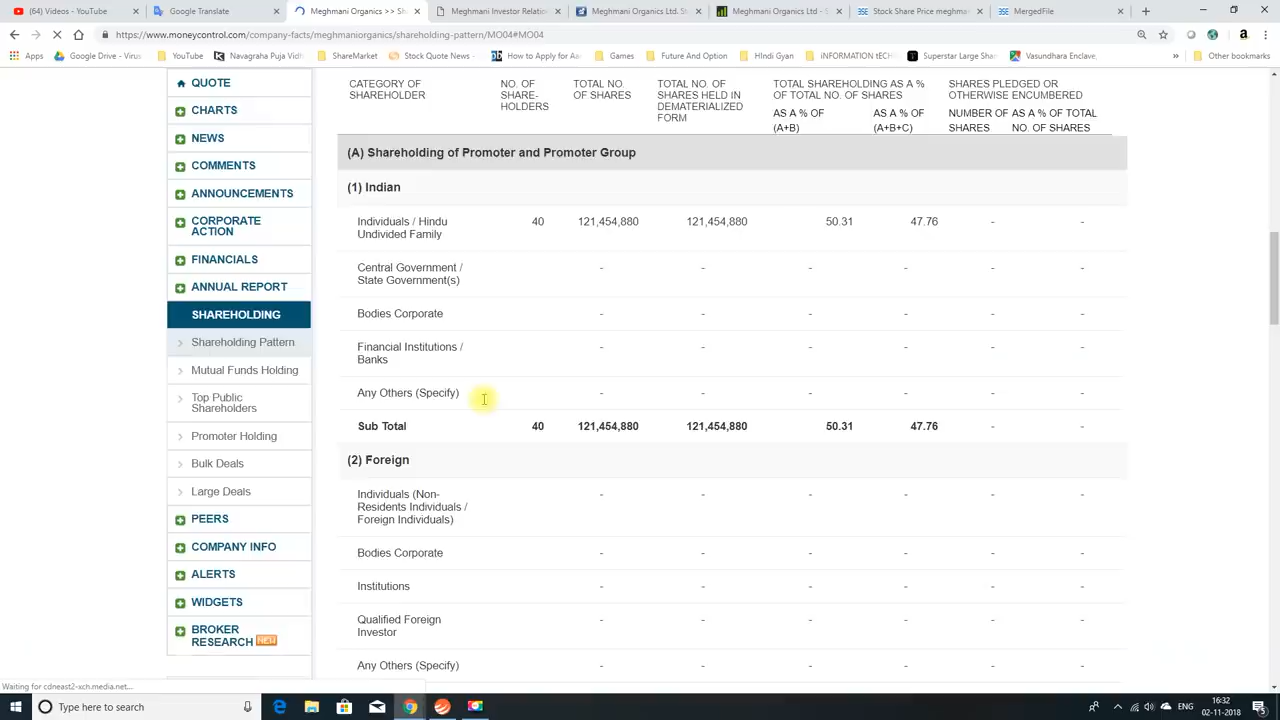 (64) Videos - YouTube
Google Translate
Meghmani Organics >> Sh
Meghmani Investor Relation
Meghmani Organics Ltd. St
Meghmani Organics Ltd -
Stock Share Price meghma
MergedFile
https://www.moneycontrol.com/company-facts/meghmaniorganics/shareholding-pattern/MO04#MO04
Apps
Google Drive - Virus
YouTube
Navagraha Puja Vidh
ShareMarket
Stock Quote News -
How to Apply for Aa
Games
Future And Option
HIndi Gyan
iNFORMATION tECH
Superstar Large Shar
Vasundhara Enclave,
»
Other bookmarks
QUOTE
CHARTS
NEWS
COMMENTS
ANNOUNCEMENTS
CORPORATE
ACTION
FINANCIALS
ANNUAL REPORT
SHAREHOLDING
Shareholding Pattern
Mutual Funds Holding
Top Public
Shareholders
Promoter Holding
Bulk Deals
Large Deals
PEERS
COMPANY INFO
ALERTS
WIDGETS
BROKER
RESEARCH NEW
CATEGORY OF
SHAREHOLDER
NO. OF
SHARE-
HOLDERS
TOTAL NO.
OF SHARES
TOTAL NO. OF
SHARES HELD IN
DEMATERIALIZED
FORM
TOTAL SHAREHOLDING AS A %
OF TOTAL NO. OF SHARES
AS A % OF
(A+B)
AS A % OF
(A+B+C)
SHARES PLEDGED OR
OTHERWISE ENCUMBERED
NUMBER OF
SHARES
AS A % OF TOTAL
NO. OF SHARES
(A) Shareholding of Promoter and Promoter Group
(1) Indian
Individuals / Hindu
Undivided Family
40 121,454,880 121,454,880 50.31 47.76 - -
Central Government /
State Government(s)
- - - - - -
Bodies Corporate - - - - - -
Financial Institutions /
Banks
- - - - - -
Any Others (Specify) - - - - - -
Sub Total 40 121,454,880 121,454,880 50.31 47.76 - -
(2) Foreign
Individuals (Non-
Residents Individuals /
Foreign Individuals)
- - - - - -
Bodies Corporate - - - - - -
Institutions - - - - - -
Qualified Foreign
Investor
- - - - - -
Any Others (Specify) - - - - - -
Waiting for cdneast2-xch.media.net...
Type here to search
ENG
16:32
02-11-2018
5